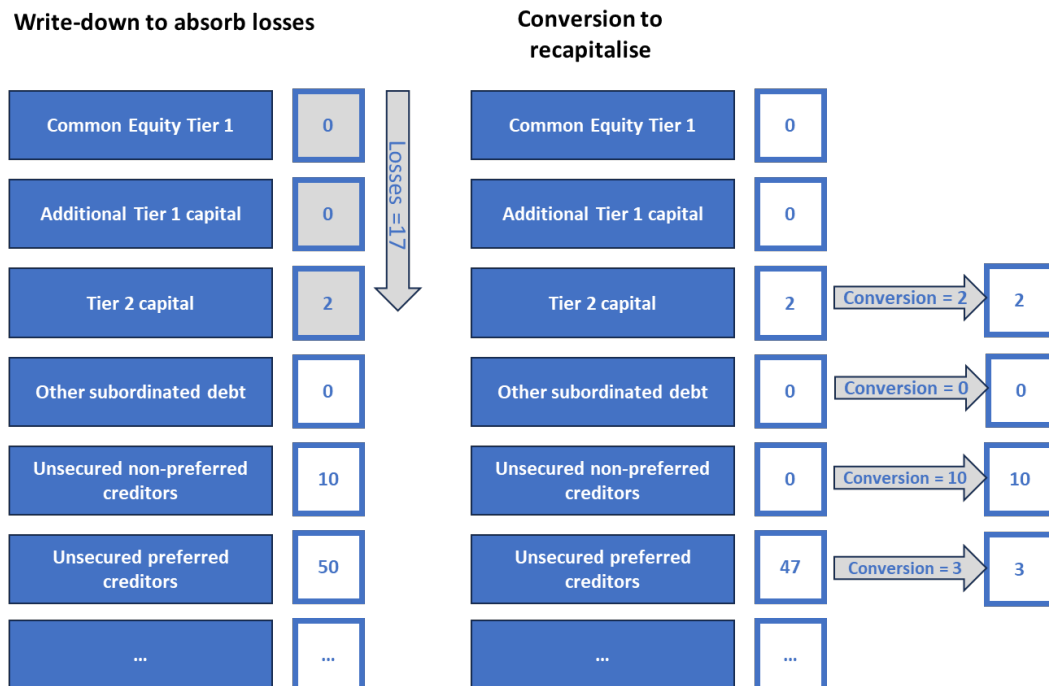 Write-down to absorb losses
Conversion to
recapitalise
Common Equity Tier 1
0
Common Equity Tier 1
0
Additional Tier 1 capital
0
Losses =17
Additional Tier 1 capital
0
Tier 2 capital
2
Tier 2 capital
2
Conversion = 2
2
Other subordinated debt
0
Other subordinated debt
0
Conversion = 0
0
Unsecured non-preferred
creditors
10
Unsecured non-preferred
creditors
0
Conversion = 10
10
Unsecured preferred
creditors
50
Unsecured preferred
creditors
47
Conversion = 3
3
...
...
...
...